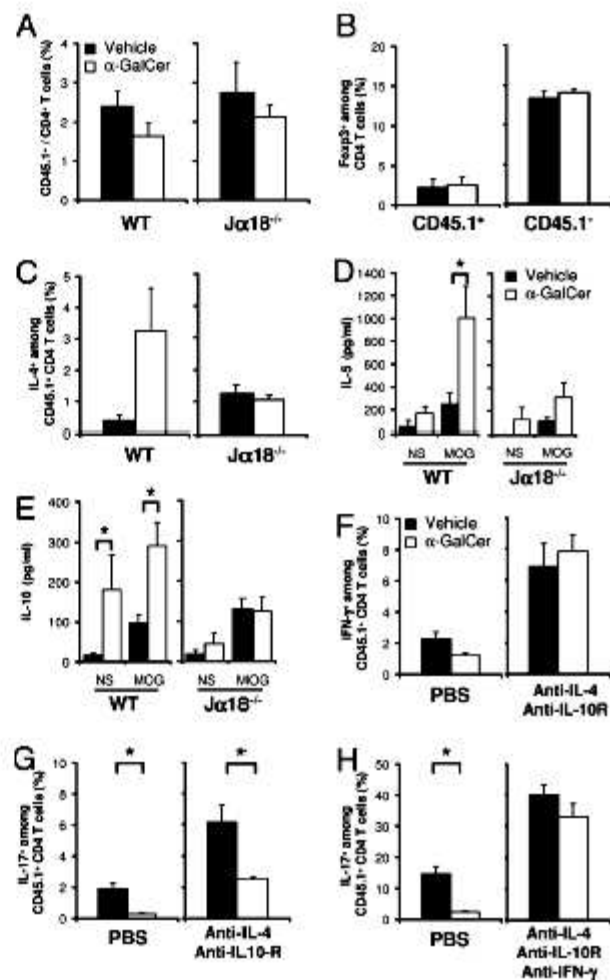 A
B
Vehicle
α-GalCer
CD45.1⁺ / CD4⁺ T cells (%)
4
3
2
1
0
WT
Jα18⁻/⁻
Foxp3⁺ among
CD4 T cells (%)
20
15
10
5
0
CD45.1⁺
CD45.1⁻
C
D
IL-4⁺ among
CD45.1⁺ CD4 T cells (%)
5
4
3
2
1
0
WT
Jα18⁻/⁻
Vehicle
α-GalCer
*
IL-5 (pg/ml)
1400
1200
1000
800
600
400
200
0
NS MOG NS MOG
WT Jα18⁻/⁻
E
F
IL-10 (pg/ml)
400
300
200
100
0
* *
NS MOG NS MOG
WT Jα18⁻/⁻
Vehicle
α-GalCer
IFN-γ⁺ among
CD45.1⁺ CD4 T cells (%)
10
8
6
4
2
0
PBS
Anti-IL-4
Anti-IL-10R
G
H
IL-17⁺ among
CD45.1⁺ CD4 T cells (%)
10
8
6
4
2
0
* *
PBS
Anti-IL-4
Anti-IL10-R
IL-17⁺ among
CD45.1⁺ CD4 T cells (%)
50
40
30
20
10
0
*
PBS
Anti-IL-4
Anti-IL-10R
Anti-IFN-γ